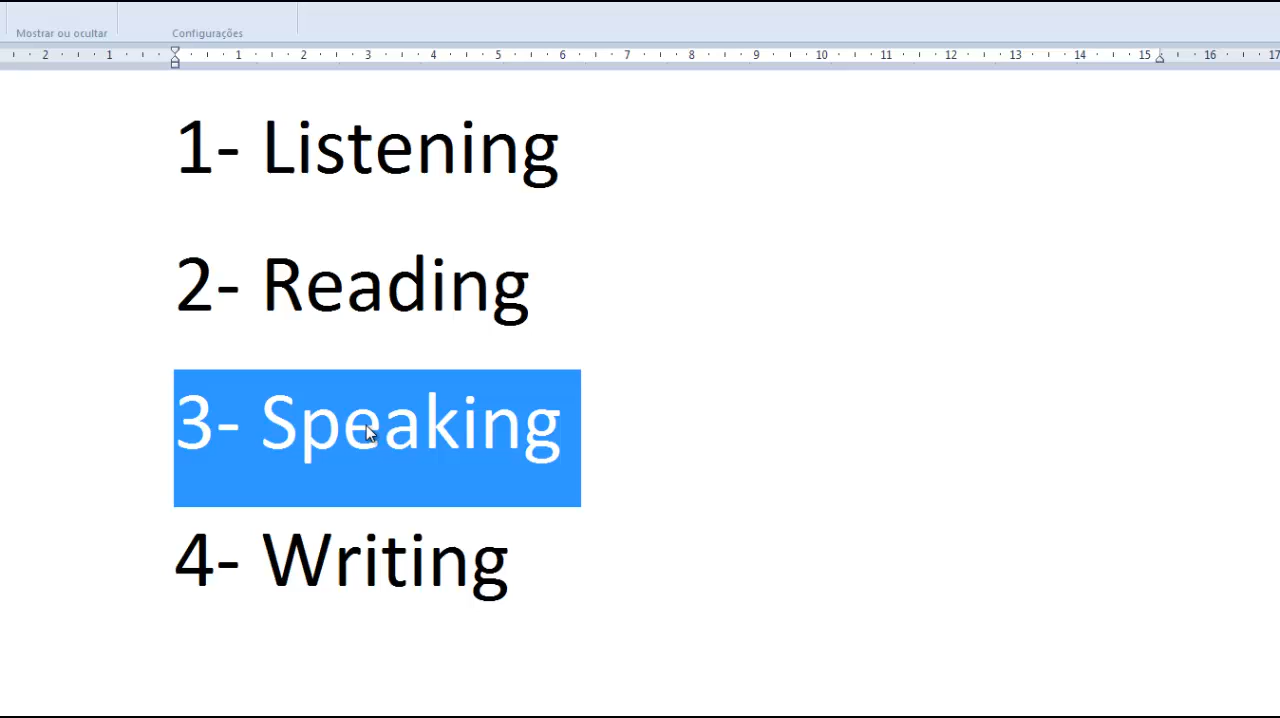 Mostrar ou ocultar Configurações
2 1 1 2 3 4 5 6 7 8 9 10 11 12 13 14 15 16 17
1- Listening
2- Reading
3- Speaking
4- Writing